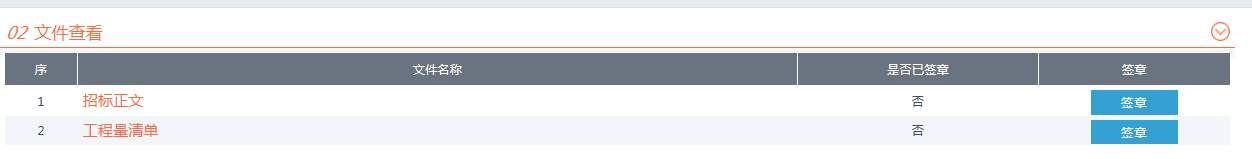 02 文件查看
序 文件名称 是否已签章 签章
1 招标正文 否 签章
2 工程量清单 否 签章